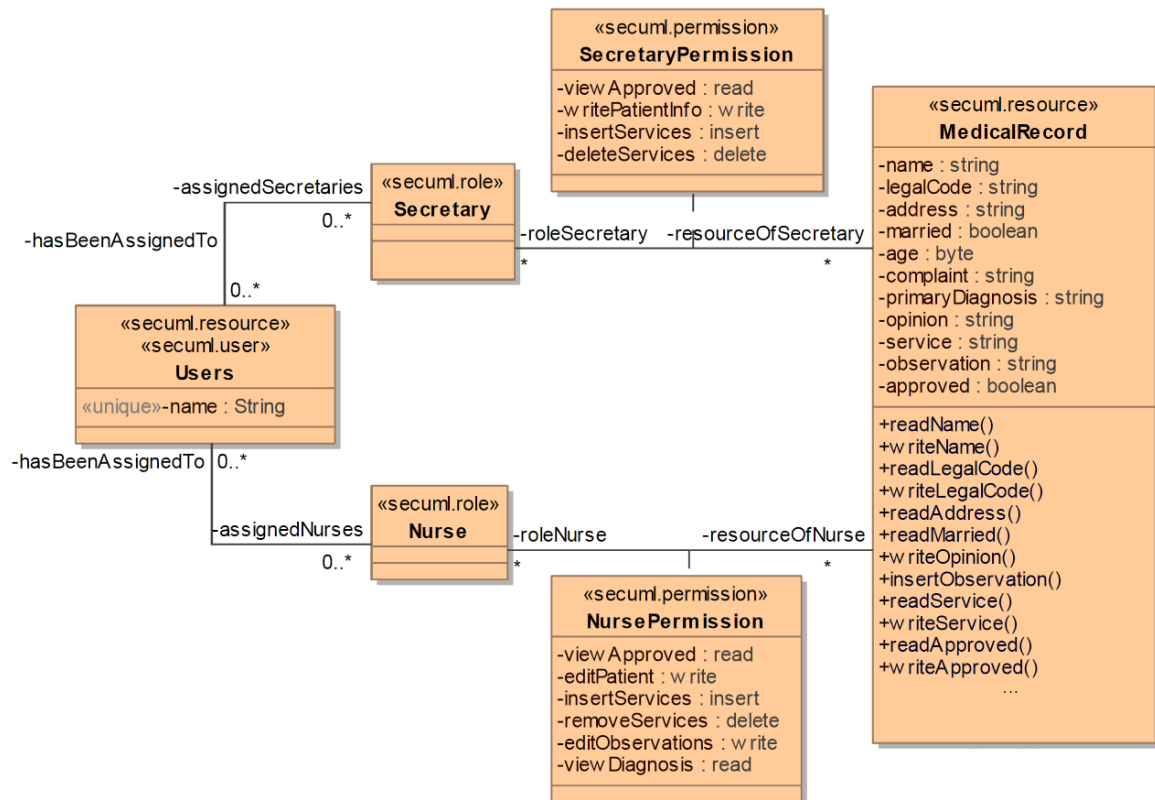 «secuml.permission»
SecretaryPermission
-viewApproved : read
-writePatientInfo : write
-insertServices : insert
-deleteServices : delete
«secuml.resource»
MedicalRecord
-name : string
-legalCode : string
-address : string
-married : boolean
-age : byte
-complaint : string
-primaryDiagnosis : string
-opinion : string
-service : string
-observation : string
-approved : boolean
+readName()
+writeName()
+readLegalCode()
+writeLegalCode()
+readAddress()
+readMarried()
+writeOpinion()
+insertObservation()
+readService()
+writeService()
+readApproved()
+writeApproved()
...
-assignedSecretaries
0..*
«secuml.role»
Secretary
-roleSecretary
*
-resourceOfSecretary
*
-hasBeenAssignedTo
0..*
«secuml.resource»
«secuml.user»
Users
«unique»-name : String
-hasBeenAssignedTo
0..*
-assignedNurses
0..*
«secuml.role»
Nurse
-roleNurse
*
-resourceOfNurse
*
«secuml.permission»
NursePermission
-viewApproved : read
-editPatient : write
-insertServices : insert
-removeServices : delete
-editObservations : write
-viewDiagnosis : read